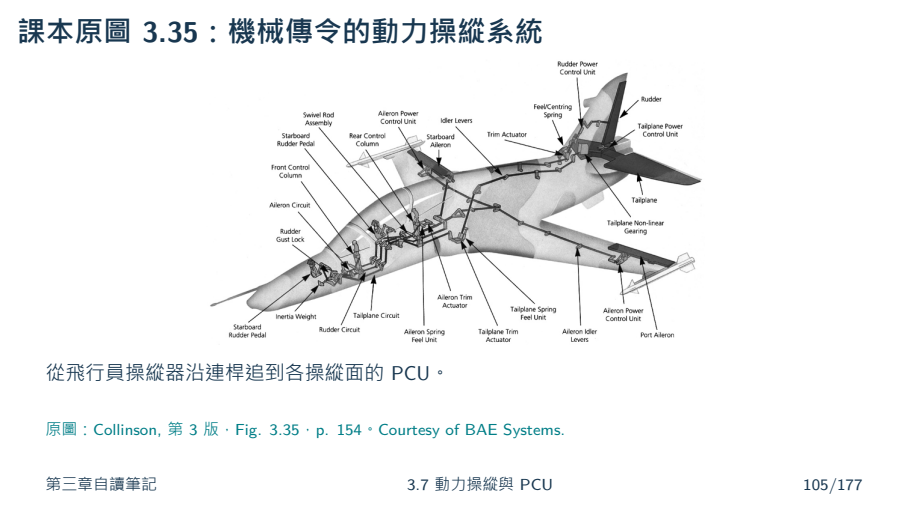 課本原圖 3.35：機械傳令的動力操縱系統
Rudder Power
Control Unit
Rudder
Feel/Centring
Spring
Swivel Rod
Assembly
Aileron Power
Control Unit
Idler Levers
Tailplane Power
Control Unit
Starboard
Rudder Pedal
Rear Control
Column
Starboard
Aileron
Trim Actuator
Front Control
Column
Tailplane
Aileron Circuit
Tailplane Non-linear
Gearing
Rudder
Gust Lock
Aileron Trim
Actuator
Inertia Weight
Tailplane Circuit
Tailplane Spring
Feel Unit
Aileron Power
Control Unit
Starboard
Rudder Pedal
Rudder Circuit
Aileron Spring
Feel Unit
Tailplane Trim
Actuator
Aileron Idler
Levers
Port Aileron
從飛行員操縱器沿連桿追到各操縱面的 PCU。
原圖：Collinson, 第 3 版．Fig. 3.35．p. 154。Courtesy of BAE Systems.
第三章自讀筆記
3.7 動力操縱與 PCU
105/177